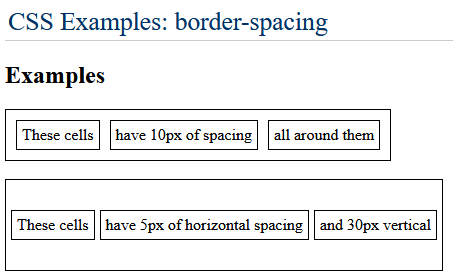 CSS Examples: border-spacing
Examples
These cells have 10px of spacing all around them
These cells have 5px of horizontal spacing and 30px vertical